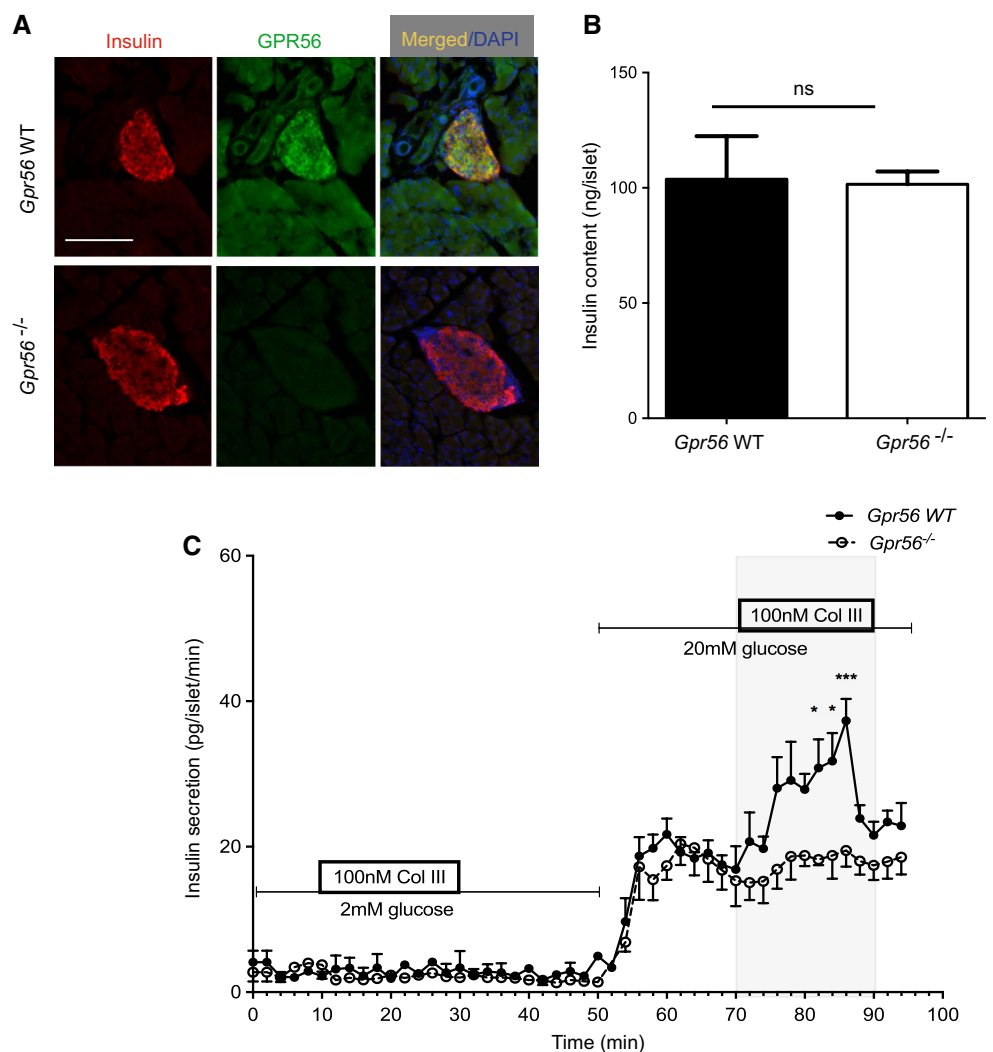 A
Insulin
GPR56
Merged/DAPI
Gpr56 WT
Gpr56 -/-
B
150
100
50
0
Insulin content (ng/islet)
ns
Gpr56 WT
Gpr56 -/-
C
Gpr56 WT
Gpr56-/-
60
40
20
0
Insulin secretion (pg/islet/min)
100nM Col III
2mM glucose
100nM Col III
20mM glucose
* * ***
0 10 20 30 40 50 60 70 80 90 100
Time (min)